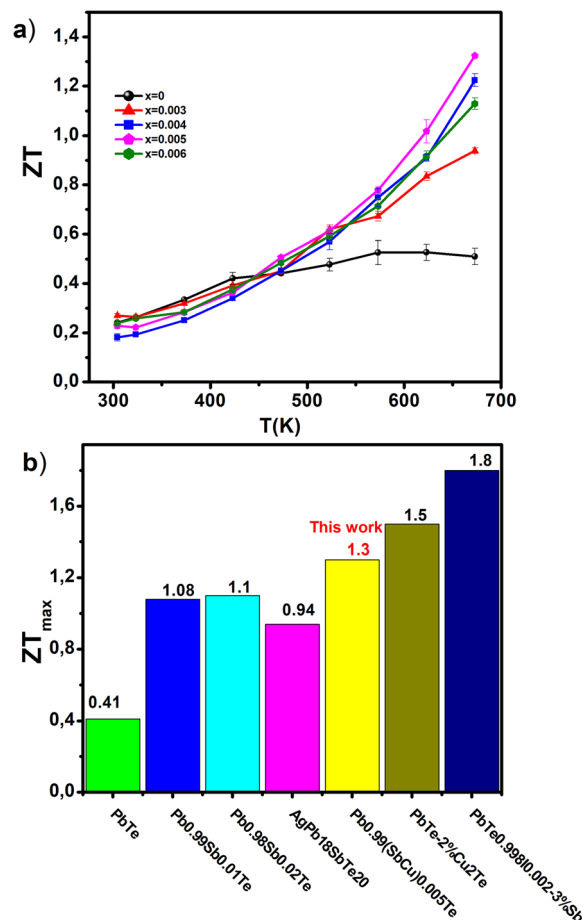 a)
1,4
1,2
1,0
0,8
0,6
0,4
0,2
0,0
ZT
x=0
x=0.003
x=0.004
x=0.005
x=0.006
300
400
500
600
700
T(K)
b)
1,6
1,2
0,8
0,4
0,0
ZTmax
0.41
1.08
1.1
0.94
This work
1.3
1.5
1.8
PbTe
Pb0.99Sb0.01Te
Pb0.98Sb0.02Te
AgPb18SbTe20
Pb0.99(SbCu)0.005Te
PbTe-2%Cu2Te
PbTe0.998I0.002-3%Sb